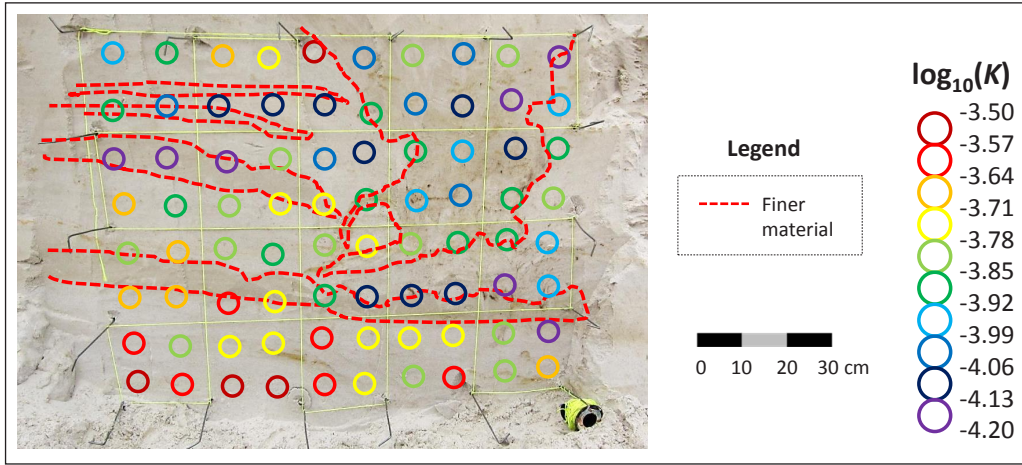 log₁₀(K)
-3.50
-3.57
-3.64
-3.71
-3.78
-3.85
-3.92
-3.99
-4.06
-4.13
-4.20
Legend
Finer
material
0 10 20 30 cm